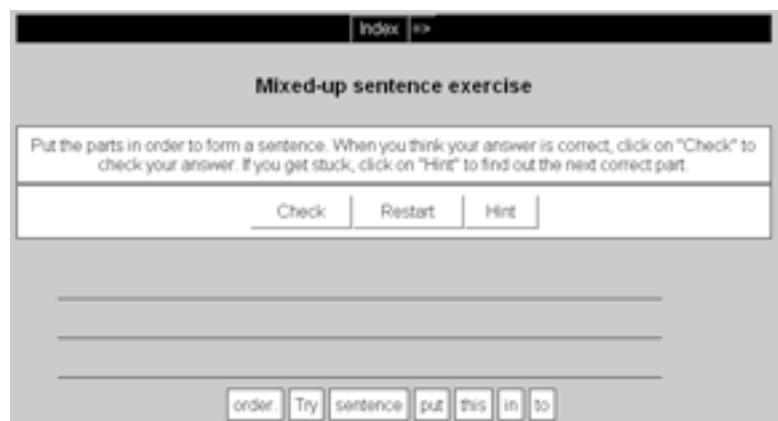 Index =>
Mixed-up sentence exercise
Put the parts in order to form a sentence. When you think your answer is correct, click on "Check" to
check your answer. If you get stuck, click on "Hint" to find out the next correct part.
Check Restart Hint
order. Try sentence put this in to